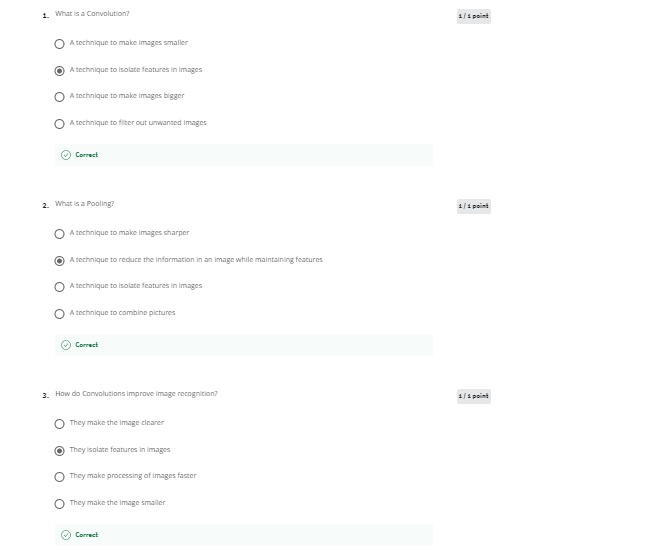 1. What is a Convolution?
1 / 1 point
A technique to make images smaller
A technique to isolate features in images
A technique to make images bigger
A technique to filter out unwanted images
Correct
2. What is a Pooling?
1 / 1 point
A technique to make images sharper
A technique to reduce the information in an image while maintaining features
A technique to isolate features in images
A technique to combine pictures
Correct
3. How do Convolutions improve image recognition?
1 / 1 point
They make the image clearer
They isolate features in images
They make processing of images faster
They make the image smaller
Correct